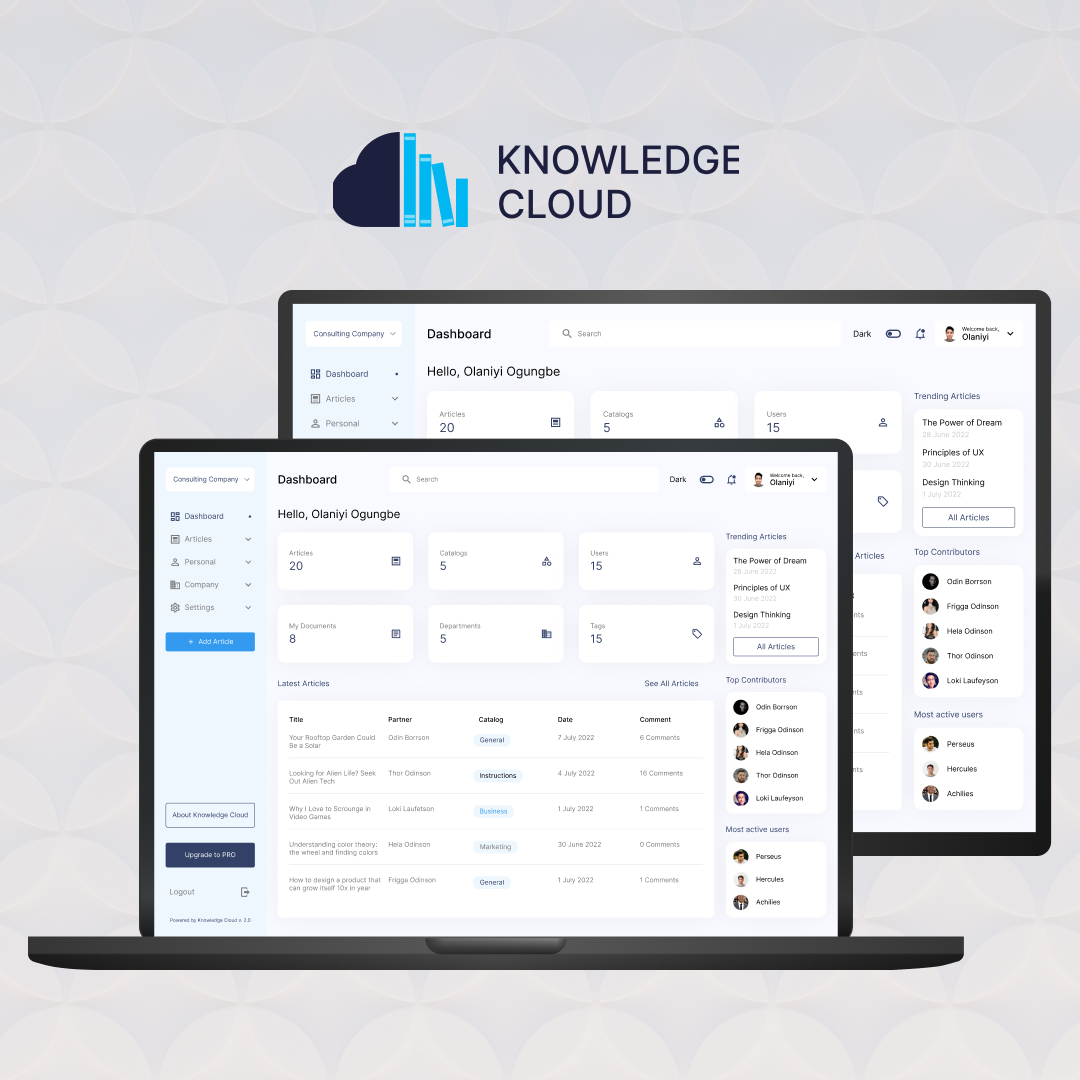 KNOWLEDGE
CLOUD
Consulting Company
Dashboard
Search
Dark
Welcome back,
Olaniyi
Dashboard
Articles
Personal
Hello, Olaniyi Ogungbe
Articles
20
Catalogs
5
Users
15
Trending Articles
The Power of Dream
28 June 2022
Principles of UX
30 June 2022
Design Thinking
1 July 2022
All Articles
Articles
Top Contributors
Odin Borrson
Frigga Odinson
Hela Odinson
Thor Odinson
Loki Laufeyson
Most active users
Perseus
Hercules
Achilies
Consulting Company
Dashboard
Search
Dark
Welcome back,
Olaniyi
Dashboard
Articles
Personal
Company
Settings
+ Add Article
About Knowledge Cloud
Upgrade to PRO
Logout
Powered by Knowledge Cloud v. 2.0
Hello, Olaniyi Ogungbe
Articles
20
Catalogs
5
Users
15
My Documents
8
Departments
5
Tags
15
Latest Articles
See All Articles
Title Partner Catalog Date Comment
Your Rooftop Garden Could Odin Borrson General 7 July 2022 6 Comments
Be a Solar
Looking for Alien Life? Seek Thor Odinson Instructions 4 July 2022 16 Comments
Out Alien Tech
Why I Love to Scrounge in Loki Laufetson Business 1 July 2022 1 Comments
Video Games
Understanding color theory: Hela Odinson Marketing 30 June 2022 0 Comments
the wheel and finding colors
How to design a product that Frigga Odinson General 1 July 2022 1 Comments
can grow itself 10x in year
Trending Articles
The Power of Dream
28 June 2022
Principles of UX
30 June 2022
Design Thinking
1 July 2022
All Articles
Top Contributors
Odin Borrson
Frigga Odinson
Hela Odinson
Thor Odinson
Loki Laufeyson
Most active users
Perseus
Hercules
Achilies